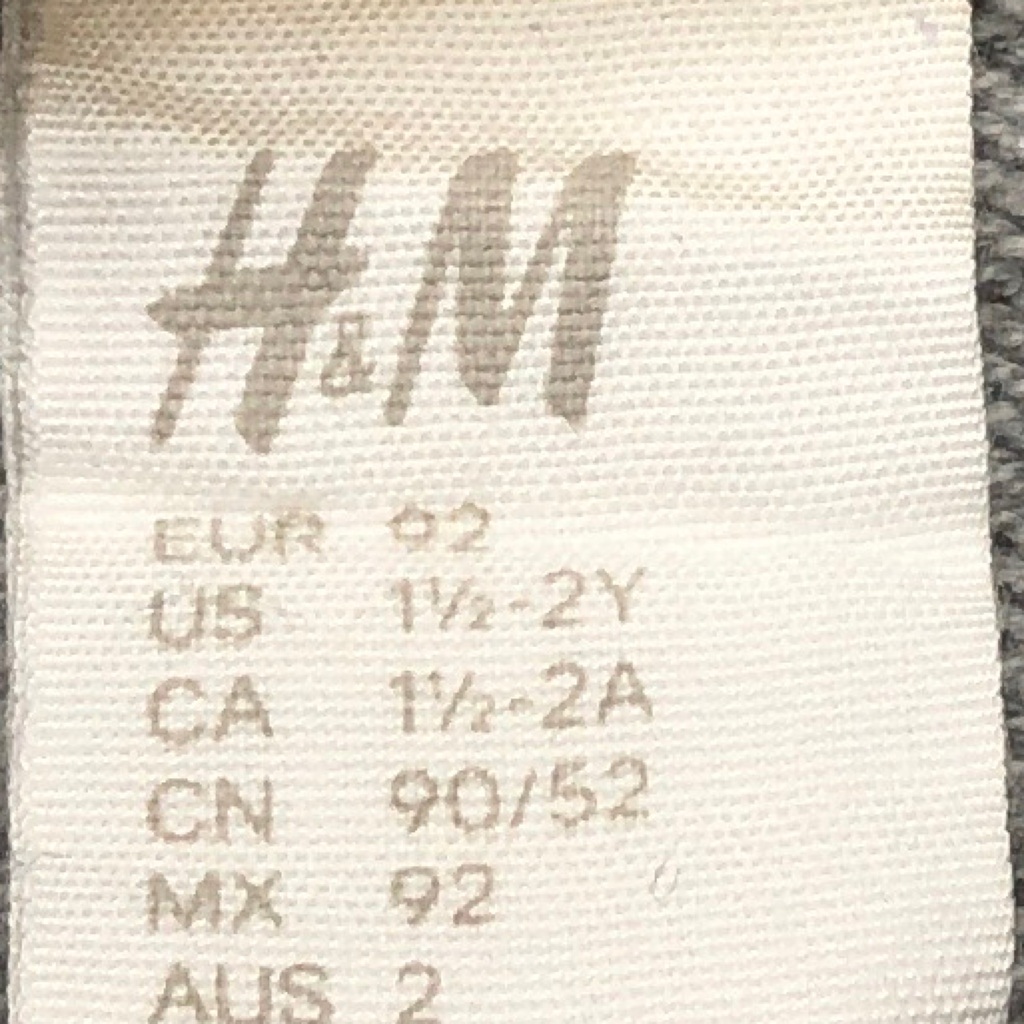 H&M
EUR 92
US 1½-2Y
CA 1½-2A
CN 90/52
MX 92
AUS 2